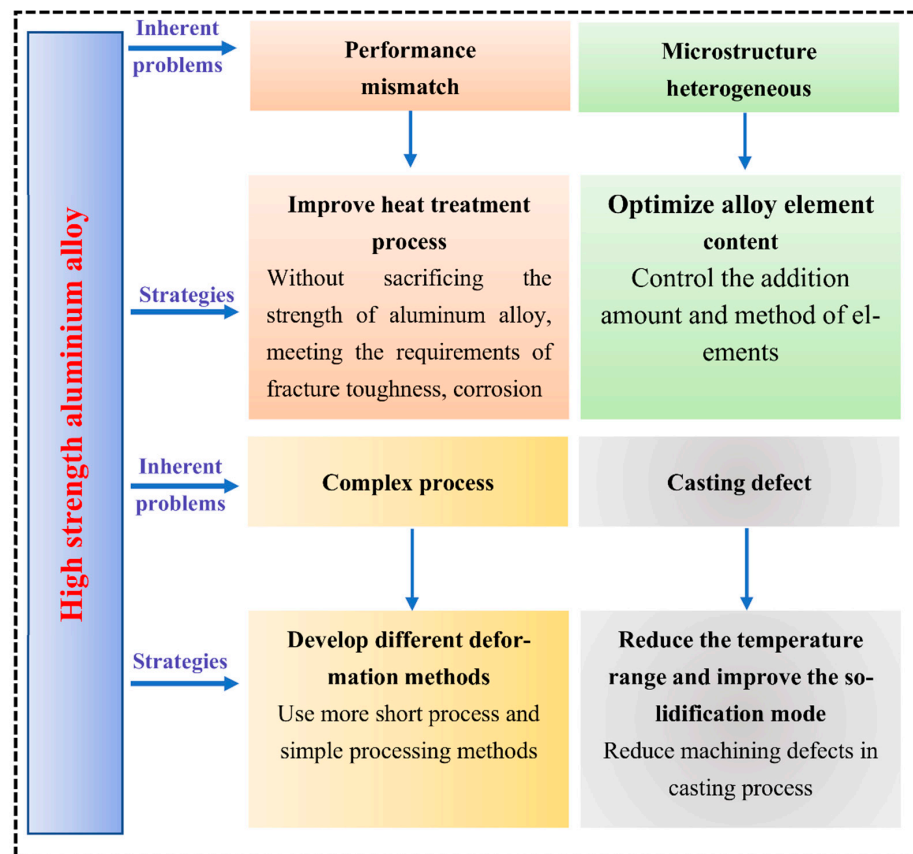 High strength aluminium alloy
Inherent
problems
Performance
mismatch
Microstructure
heterogeneous
Strategies
Improve heat treatment
process
Without sacrificing the
strength of aluminum alloy,
meeting the requirements of
fracture toughness, corrosion
Optimize alloy element
content
Control the addition
amount and method of el-
ements
Inherent
problems
Complex process
Casting defect
Strategies
Develop different defor-
mation methods
Use more short process and
simple processing methods
Reduce the temperature
range and improve the so-
lidification mode
Reduce machining defects in
casting process